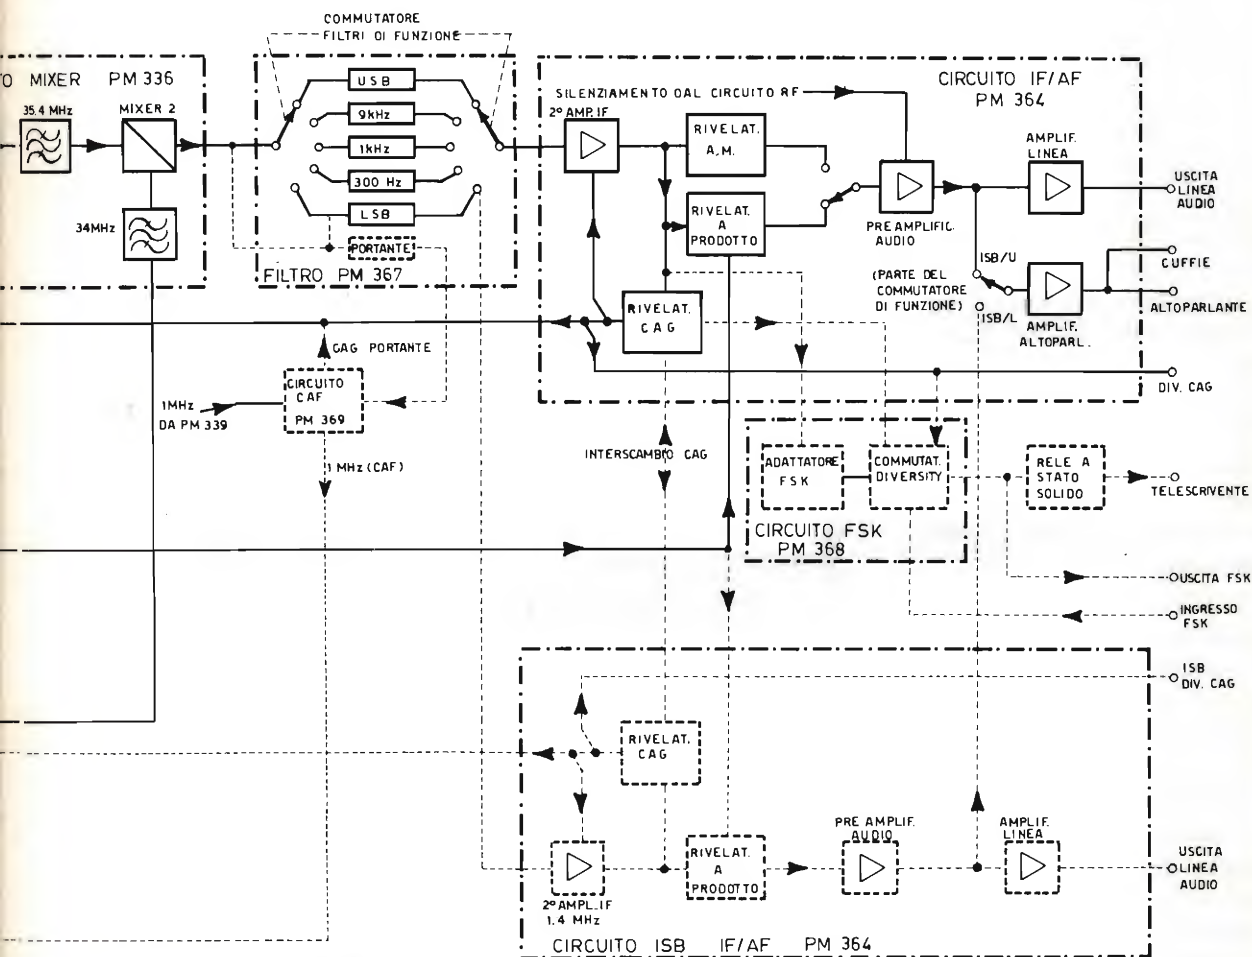 COMMUTATORE
FILTRI DI FUNZIONE
O MIXER PM 336
35.4 MHz
MIXER 2
34MHz
USB
9kHz
1kHz
300 Hz
LSB
PORTANTE
FILTRO PM 367
CIRCUITO IF/AF
PM 364
SILENZIAMENTO DAL CIRCUITO RF
2º AMP. IF
RIVELAT.
A.M.
RIVELAT.
A
PRODOTTO
PREAMPLIFIC.
AUDIO
AMPLIF.
LINEA
USCITA
LINEA
AUDIO
ISB/U
(PARTE DEL
COMMUTATORE
DI FUNZIONE)
ISB/L
AMPLIF.
ALTOPARL.
CUFFIE
ALTOPARLANTE
RIVELAT.
CAG
DIV. CAG
CAG PORTANTE
CIRCUITO
CAF
PM 369
1MHz
DA PM 339
1 MHz (CAF)
INTERSCAMBIO CAG
ADATTATORE
FSK
COMMUTAT.
DIVERSITY
RELE A
STATO
SOLIDO
TELESCRIVENTE
CIRCUITO FSK
PM 368
USCITA FSK
INGRESSO
FSK
ISB
DIV. CAG
RIVELAT.
CAG
2º AMPL. IF
1.4 MHz
RIVELAT.
A
PRODOTTO
PRE AMPLIF.
AUDIO
AMPLIF.
LINEA
USCITA
LINEA
AUDIO
CIRCUITO ISB IF/AF PM 364